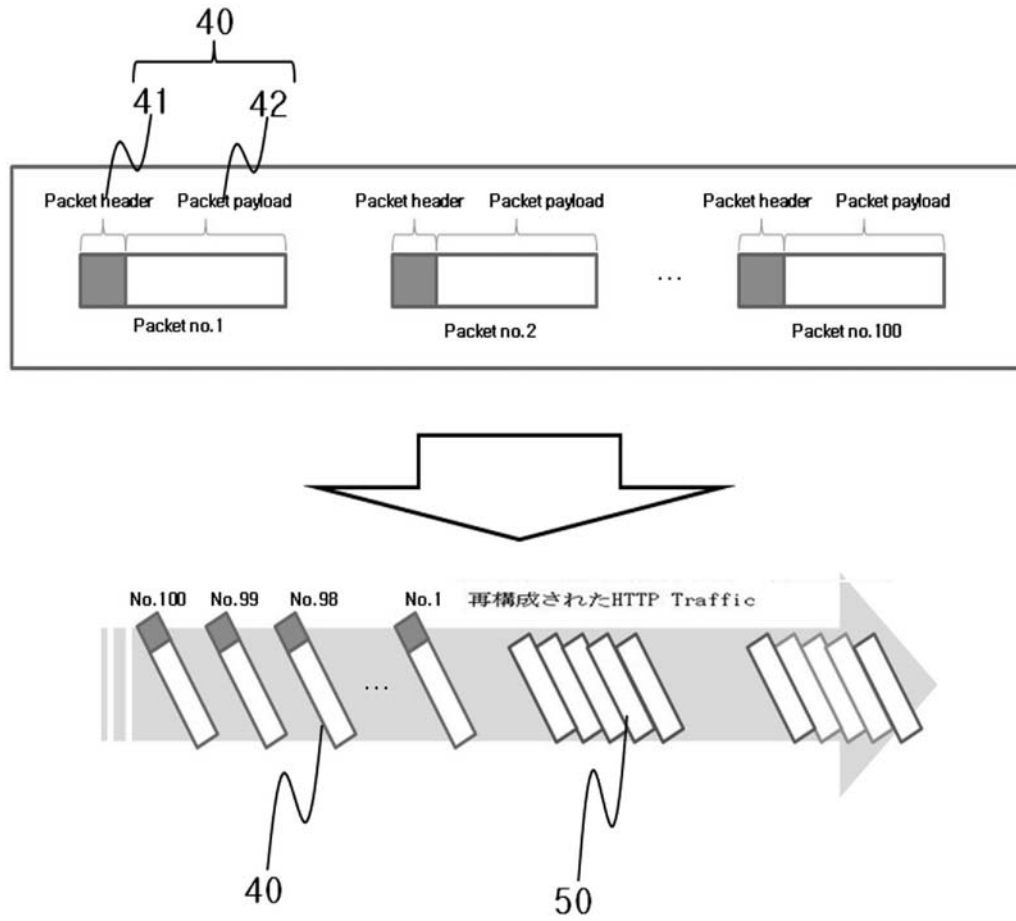 40
41 42
Packet header Packet payload Packet header Packet payload Packet header Packet payload
...
Packet no.1 Packet no.2 Packet no.100
No.100 No.99 No.98 No.1 再構成されたHTTP Traffic
...
40 50